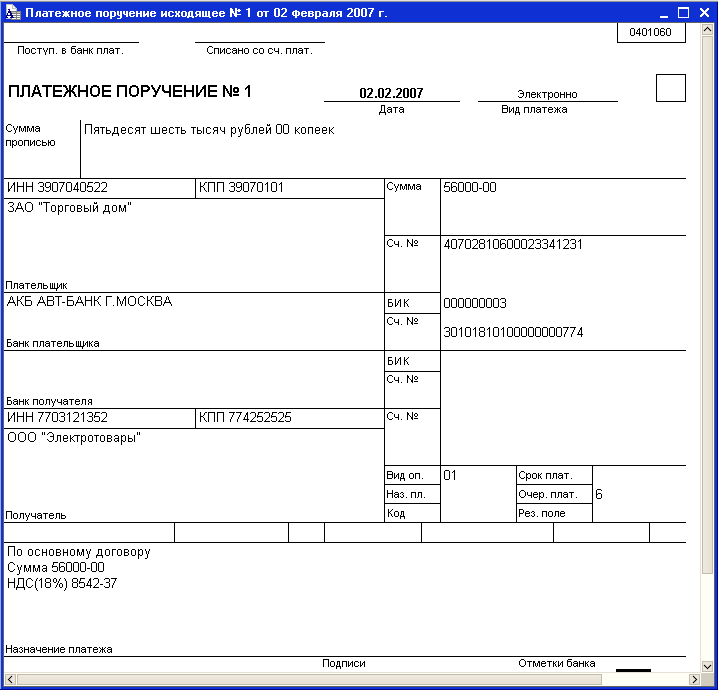 Платежное поручение исходящее № 1 от 02 Февраля 2007 г.
0401060
Поступ. в банк плат. Списано со сч. плат.
ПЛАТЕЖНОЕ ПОРУЧЕНИЕ № 1 02.02.2007 Электронно
Дата Вид платежа
Сумма прописью Пятьдесят шесть тысяч рублей 00 копеек
ИНН 3907040522 КПП 39070101 Сумма 56000-00
ЗАО "Торговый дом"
Сч. № 40702810600023341231
Плательщик
АКБ АВТ-БАНК Г.МОСКВА БИК 000000003
Сч. № 30101810100000000774
Банк плательщика
БИК
Сч. №
Банк получателя
ИНН 7703121352 КПП 774252525 Сч. №
ООО "Электротовары"
Вид оп. 01 Срок плат.
Наз. пл. Очер. плат. 6
Получатель Код Рез. поле
По основному договору
Сумма 56000-00
НДС(18%) 8542-37
Назначение платежа
Подписи Отметки банка